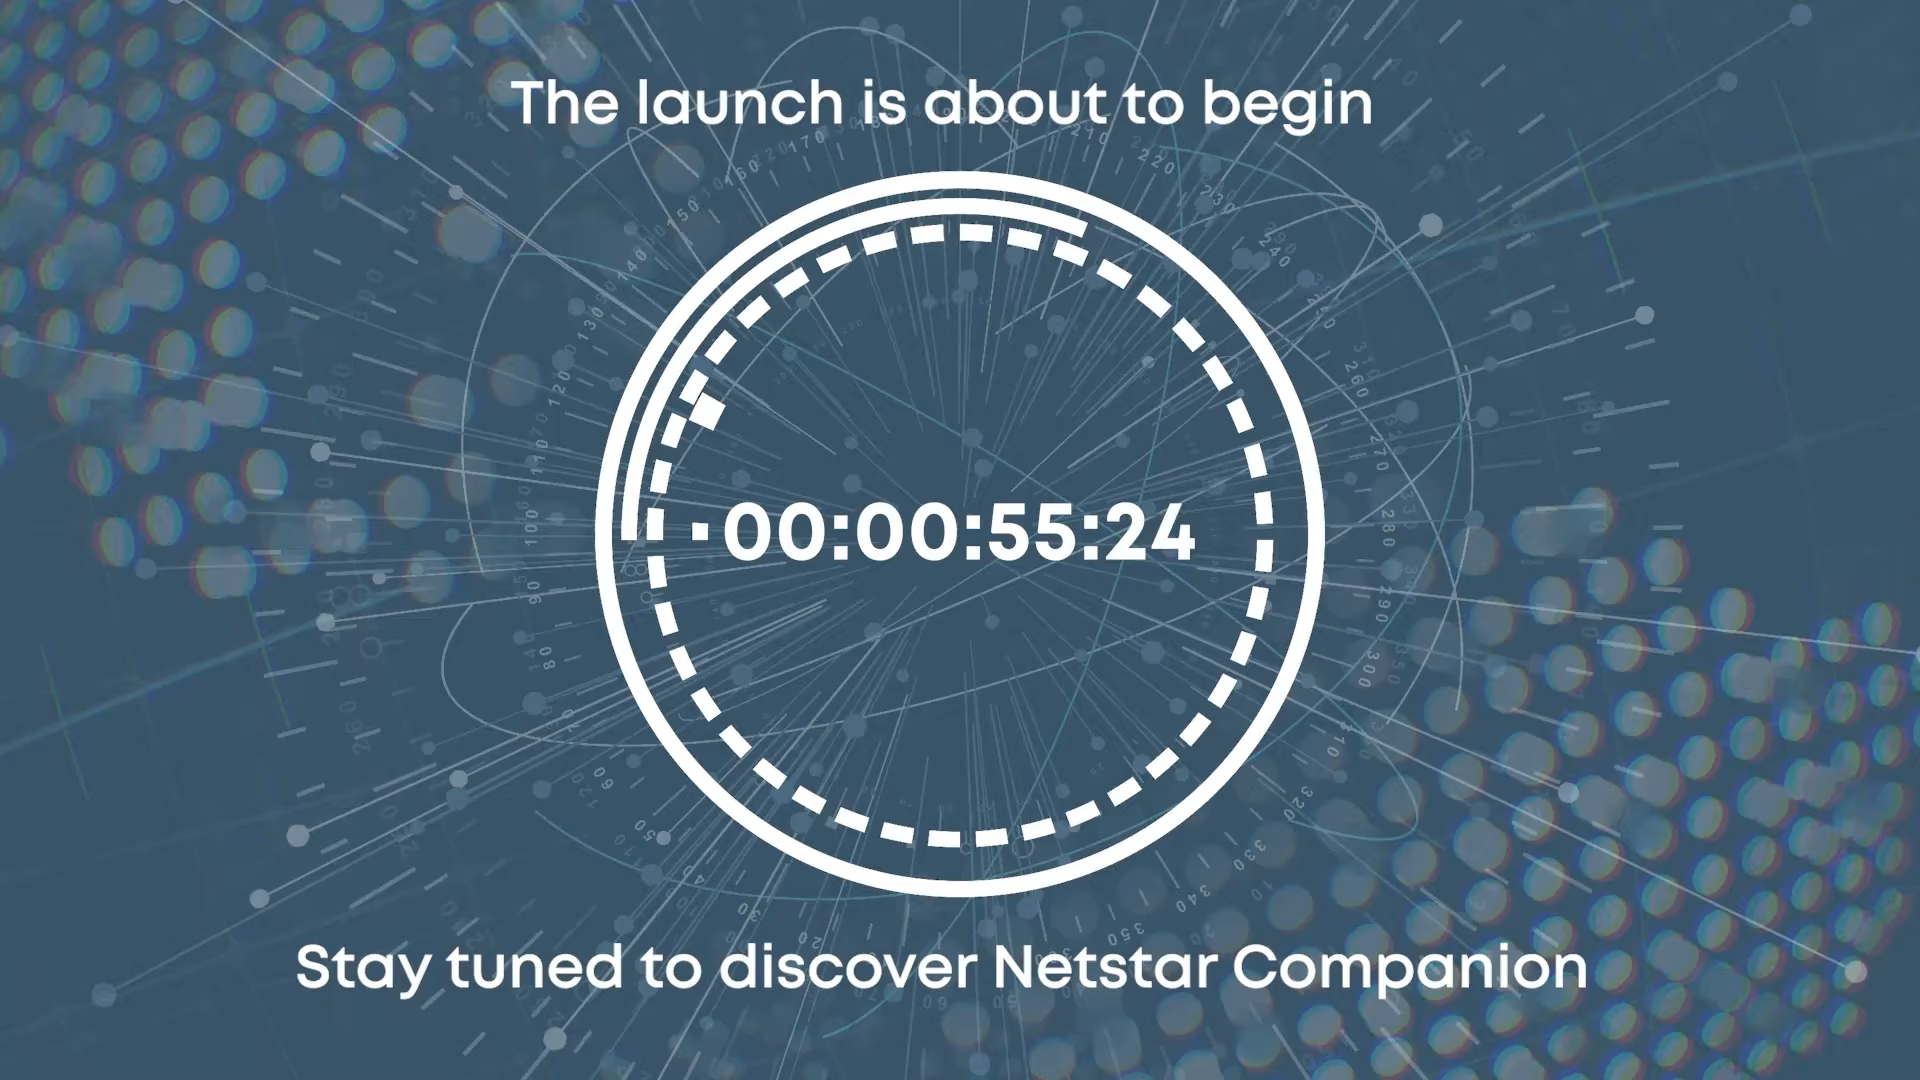 The launch is about to begin
00:00:55:24
Stay tuned to discover Netstar Companion